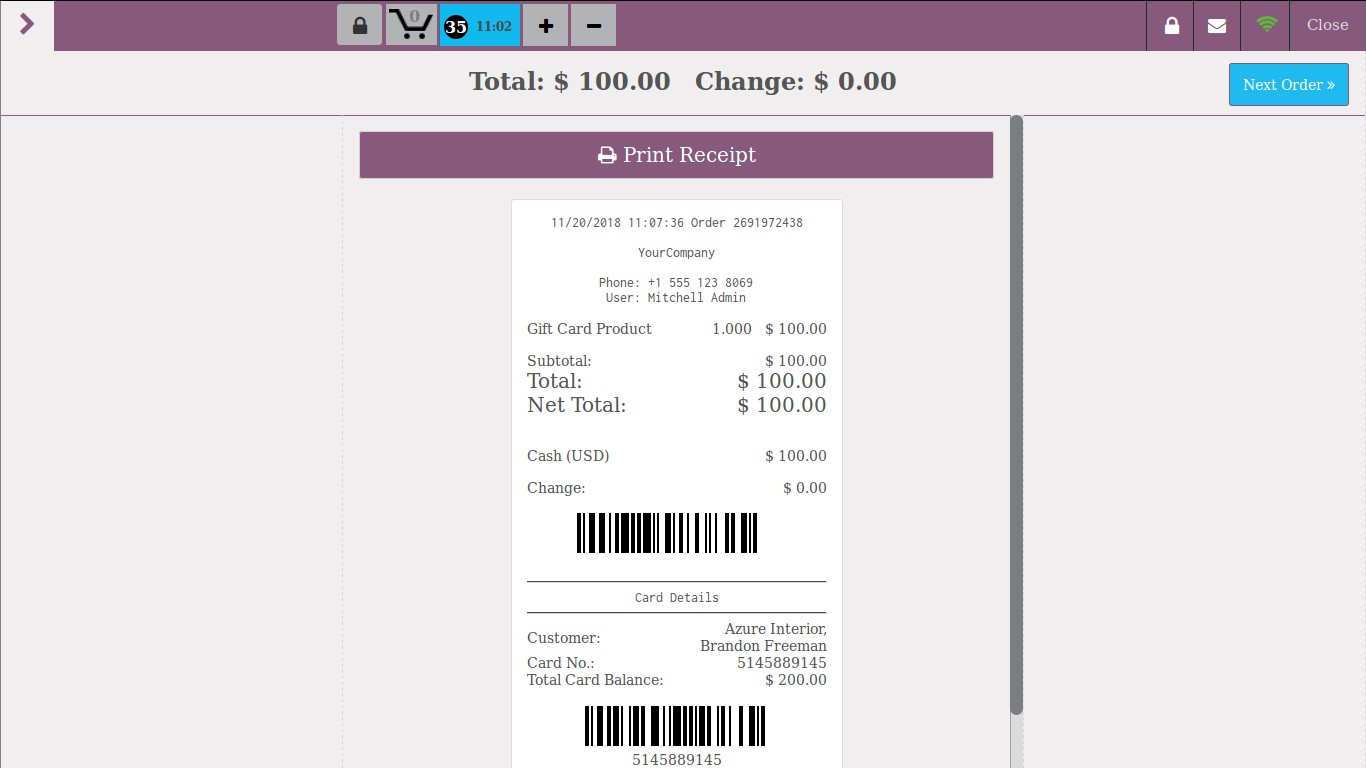 0
35 11:02
Close
Total: $ 100.00 Change: $ 0.00
Next Order »
Print Receipt
11/20/2018 11:07:36 Order 2691972438
YourCompany
Phone: +1 555 123 8069
User: Mitchell Admin
Gift Card Product 1.000 $ 100.00
Subtotal: $ 100.00
Total: $ 100.00
Net Total: $ 100.00
Cash (USD) $ 100.00
Change: $ 0.00
Card Details
Customer: Azure Interior,
Brandon Freeman
Card No.: 5145889145
Total Card Balance: $ 200.00
5145889145